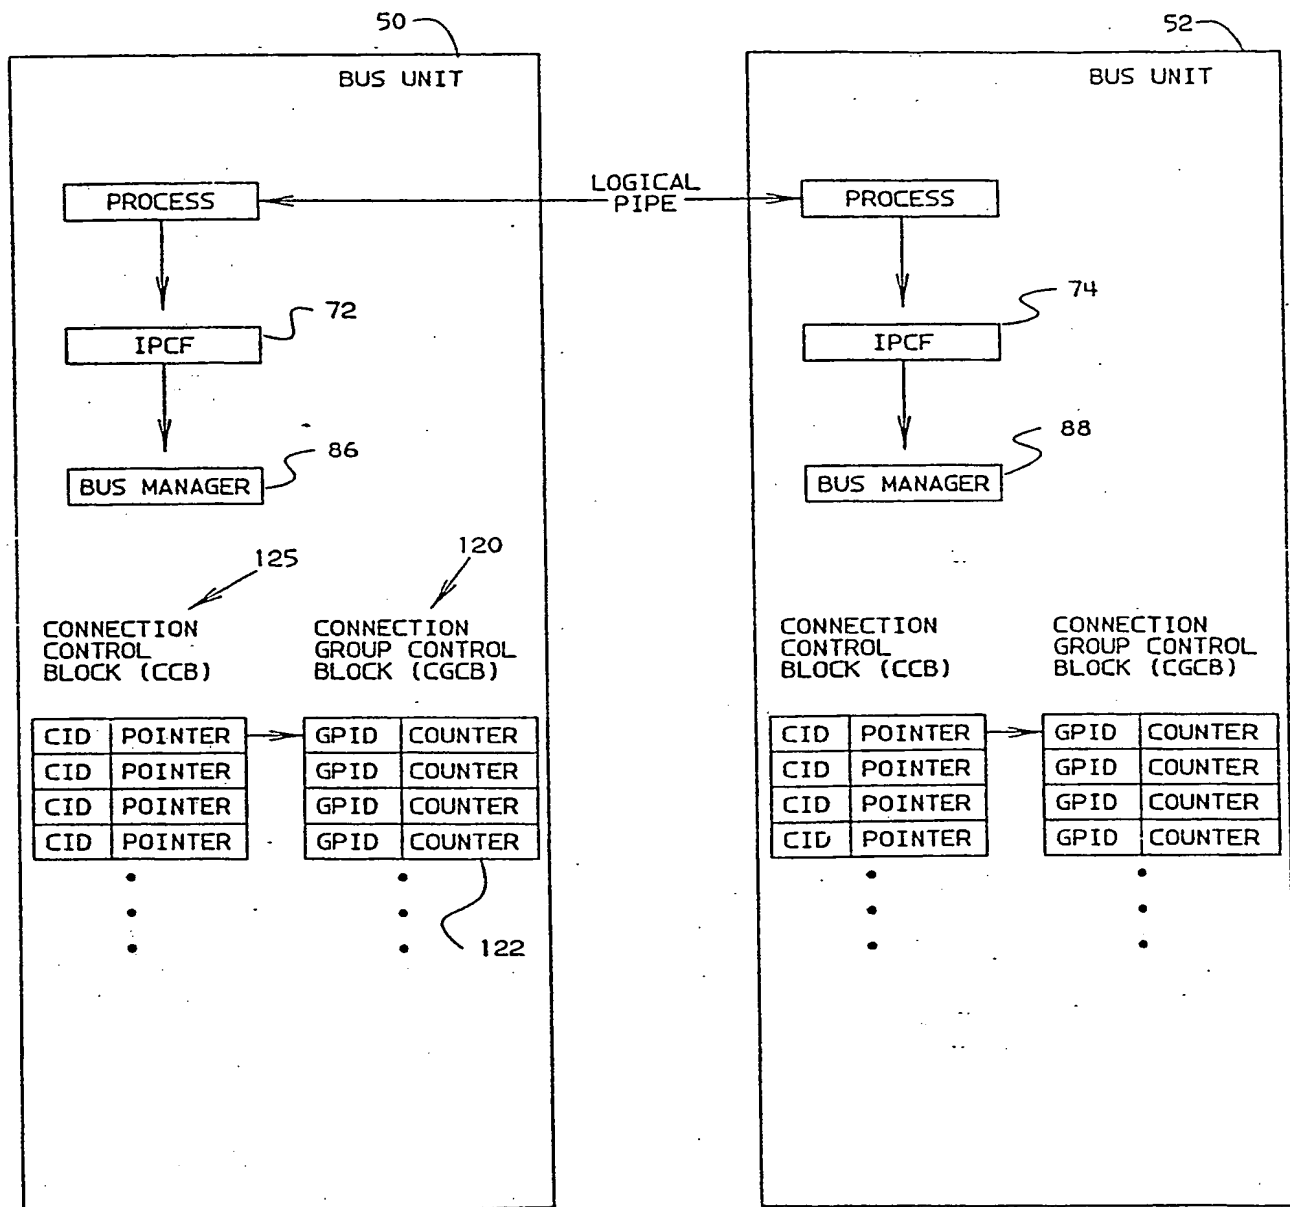 50
52
BUS UNIT
BUS UNIT
LOGICAL
PIPE
PROCESS
PROCESS
72
74
IPCF
IPCF
86
88
BUS MANAGER
BUS MANAGER
125
120
CONNECTION
CONTROL
BLOCK (CCB)
CONNECTION
GROUP CONTROL
BLOCK (CGCB)
CONNECTION
CONTROL
BLOCK (CCB)
CONNECTION
GROUP CONTROL
BLOCK (CGCB)
CID POINTER GPID COUNTER
CID POINTER GPID COUNTER
CID POINTER GPID COUNTER
CID POINTER GPID COUNTER
CID POINTER GPID COUNTER
CID POINTER GPID COUNTER
CID POINTER GPID COUNTER
CID POINTER GPID COUNTER
122